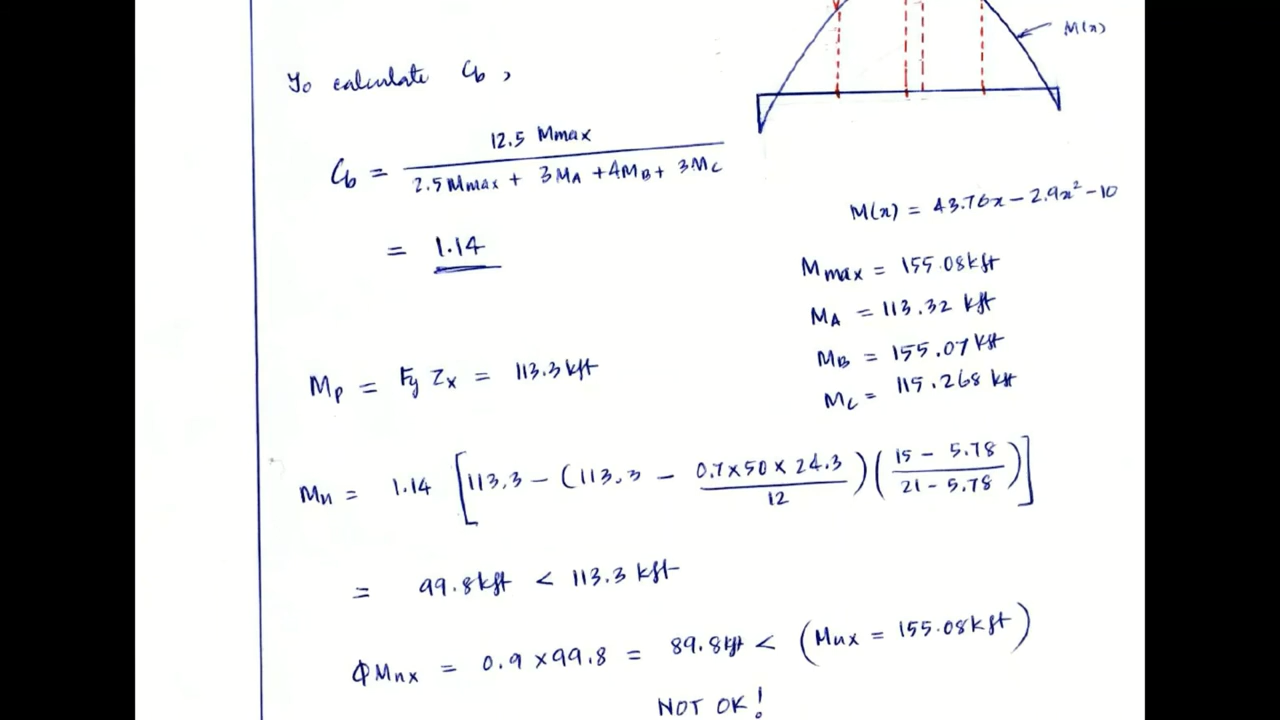 M(x)
To calculate Cb,
Cb = 12.5 Mmax / 2.5 Mmax + 3MA + 4MB + 3MC
= 1.14
M(x) = 43.76x - 2.9x² - 10
Mmax = 155.08 kft
MA = 113.32 kft
MB = 155.07 kft
MC = 115.268 kft
Mp = Fy Zx = 113.3 kft
Mn = 1.14 [113.3 - (113.3 - 0.7 x 50 x 24.3 / 12) (15 - 5.78 / 21 - 5.78)]
= 99.8 kft < 113.3 kft
ΦMnx = 0.9 x 99.8 = 89.8 kft < (Mux = 155.08 kft)
NOT OK!